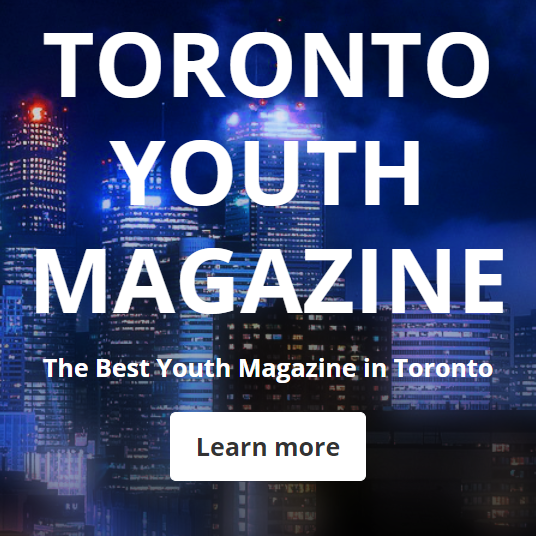 TORONTO
YOUTH
MAGAZINE
The Best Youth Magazine in Toronto
Learn more